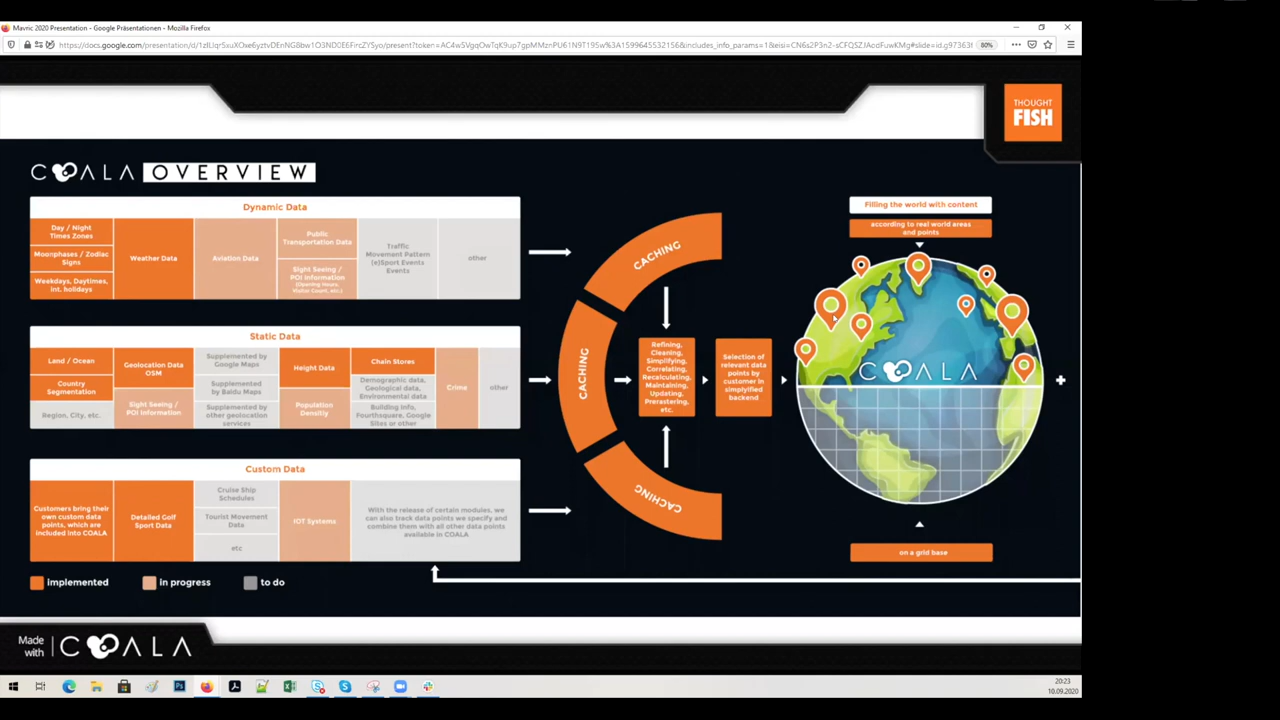 Mavric 2020 Presentation - Google Präsentationen - Mozilla Firefox
80%
THOUGHT
FISH
COALA OVERVIEW
Dynamic Data
Day / Night
Times Zones
Moonphases / Zodiac
Signs
Weekdays, Daytimes,
int. holidays
Weather Data
Aviation Data
Public
Transportation Data
Sight Seeing /
POI Information
(Opening Hours,
Visitor Count, etc.)
Traffic
Movement Pattern
(e)Sport Events
Events
other
Static Data
Land / Ocean
Country
Segmentation
Region, City, etc.
Geolocation Data
OSM
Sight Seeing /
POI Information
Supplemented by
Google Maps
Supplemented
by Baidu Maps
Supplemented by
other geolocation
services
Height Data
Population
Density
Chain Stores
Demographic data,
Geological data,
Environmental data
Building info,
Fourthsquare, Google
Sites or other
Crime
other
Custom Data
Customers bring their
own custom data
points, which are
included into COALA
Detailed Golf
Sport Data
Cruise Ship
Schedules
Tourist Movement
Data
etc
IOT Systems
With the release of certain modules, we
can also track data points we specify and
combine them with all other data points
available in COALA
Implemented
in progress
to do
CACHING
CACHING
CACHING
Refining,
Cleaning,
Simplifying,
Correlating,
Recalculating,
Maintaining,
Updating,
Prerastering,
etc.
Selection of
relevant data
points by
customer in
simplyified
backend
Filling the world with content
according to real world areas
and points
COALA
on a grid base
Made
with
COALA
20:23
10.09.2020